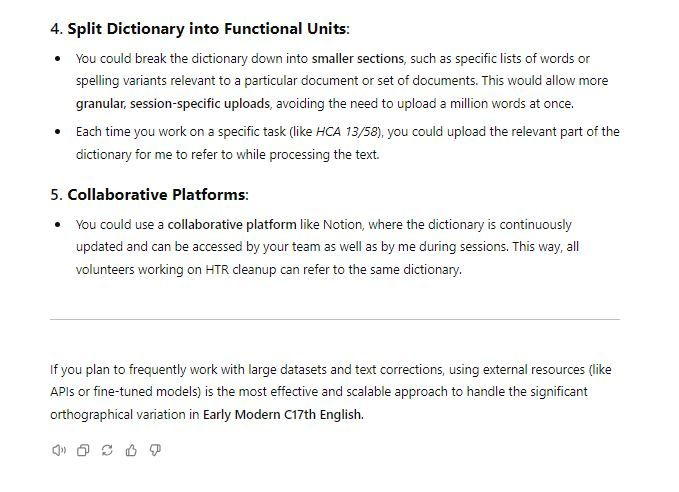 4. Split Dictionary into Functional Units:
• You could break the dictionary down into smaller sections, such as specific lists of words or
spelling variants relevant to a particular document or set of documents. This would allow more
granular, session-specific uploads, avoiding the need to upload a million words at once.
• Each time you work on a specific task (like HCA 13/58), you could upload the relevant part of the
dictionary for me to refer to while processing the text.
5. Collaborative Platforms:
• You could use a collaborative platform like Notion, where the dictionary is continuously
updated and can be accessed by your team as well as by me during sessions. This way, all
volunteers working on HTR cleanup can refer to the same dictionary.
If you plan to frequently work with large datasets and text corrections, using external resources (like
APIs or fine-tuned models) is the most effective and scalable approach to handle the significant
orthographical variation in Early Modern C17th English.